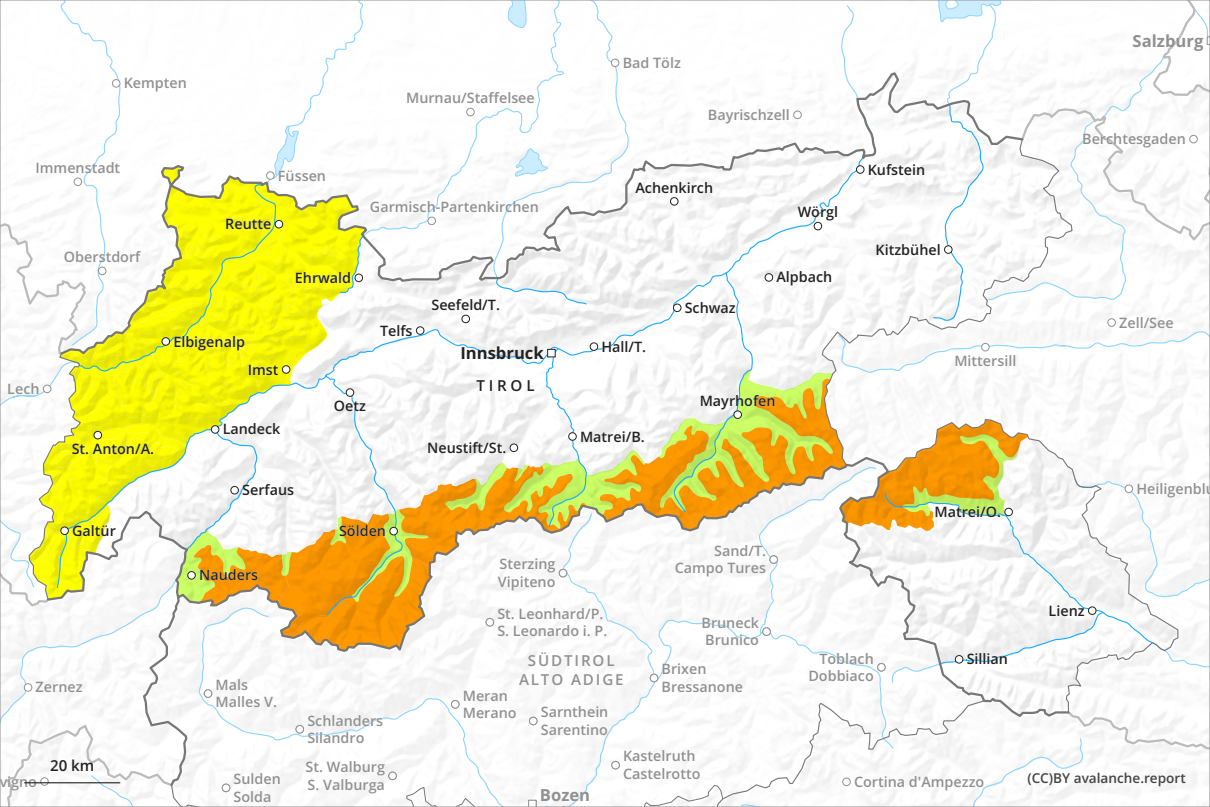 Salzburg
Bad Tölz
Kempten
Murnau/Staffelsee
Bayrischzell
Berchtesgaden
Immenstadt
Füssen
Kufstein
Achenkirch
Garmisch-Partenkirchen
Wörgl
Reutte
Kitzbühel
Oberstdorf
Ehrwald
Alpbach
Seefeld/T.
Schwaz
Zell/See
Telfs
Elbigenalp
Hall/T.
Innsbruck
Mittersill
Imst
TIROL
Lech
Oetz
Mayrhofen
Landeck
Matrei/B.
St. Anton/A.
Neustift/St.
Serfaus
Heiligenblu
Matrei/O.
Galtür
Sölden
Sand/T.
Campo Tures
Sterzing
Vipiteno
Nauders
Lienz
St. Leonhard/P.
S. Leonardo i. P.
Bruneck
Brunico
Sillian
SÜDTIROL
ALTO ADIGE
Toblach
Dobbiaco
Brixen
Bressanone
Zernez
Mals
Malles V.
Meran
Merano
Sarnthein
Sarentino
Schlanders
Silandro
Kastelruth
Castelrotto
20 km
St. Walburg
S. Valburga
vigno
Sulden
Solda
Cortina d'Ampezzo
(CC)BY avalanche.report
Bozen